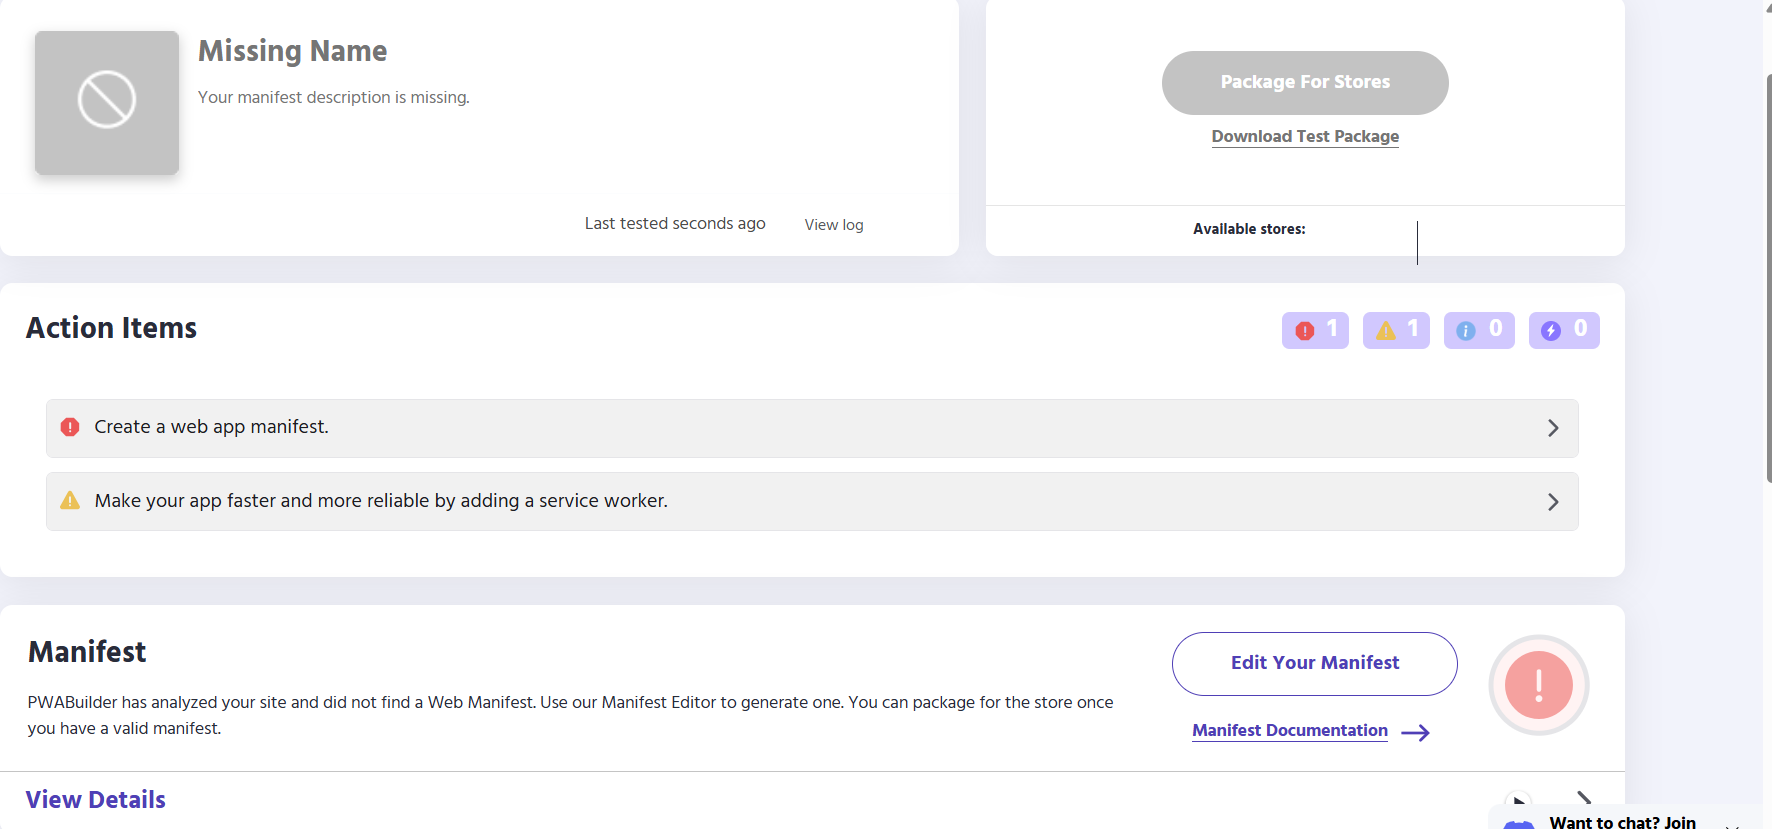 Missing Name
Your manifest description is missing.
Last tested seconds ago
View log
Package For Stores
Download Test Package
Available stores:
Action Items
1
1
0
0
Create a web app manifest.
Make your app faster and more reliable by adding a service worker.
Manifest
PWABuilder has analyzed your site and did not find a Web Manifest. Use our Manifest Editor to generate one. You can package for the store once
you have a valid manifest.
Edit Your Manifest
Manifest Documentation
View Details
Want to chat? Join